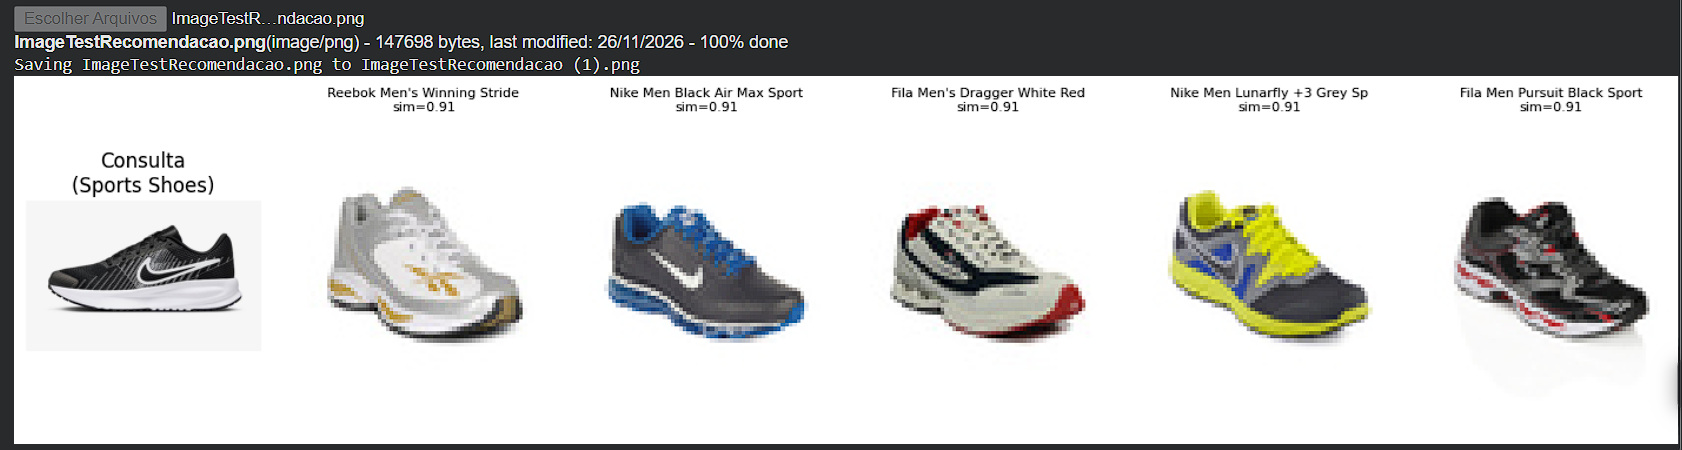 Escolher Arquivos ImageTestR...ndacao.png
ImageTestRecomendacao.png(image/png) - 147698 bytes, last modified: 26/11/2026 - 100% done
Saving ImageTestRecomendacao.png to ImageTestRecomendacao (1).png
Consulta
(Sports Shoes)
Reebok Men's Winning Stride
sim=0.91
Nike Men Black Air Max Sport
sim=0.91
Fila Men's Dragger White Red
sim=0.91
Nike Men Lunarfly +3 Grey Sp
sim=0.91
Fila Men Pursuit Black Sport
sim=0.91